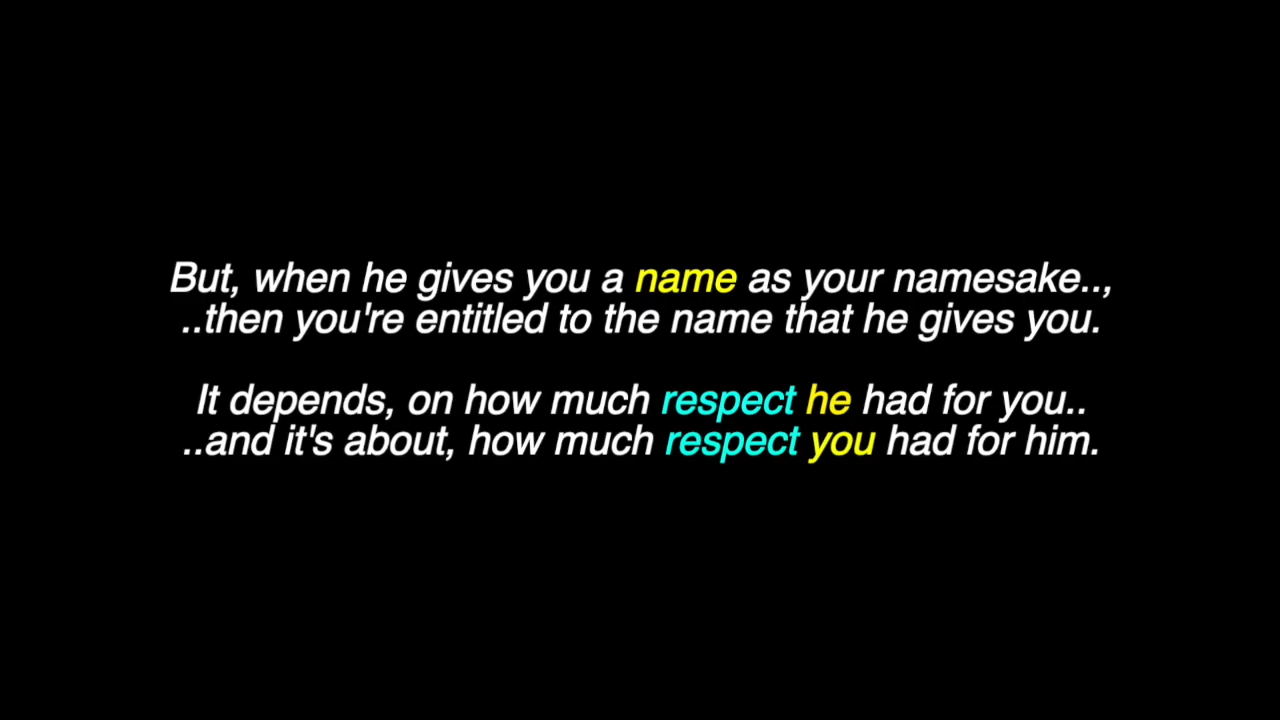 But, when he gives you a name as your namesake..,
..then you're entitled to the name that he gives you.
It depends, on how much respect he had for you..
..and it's about, how much respect you had for him.